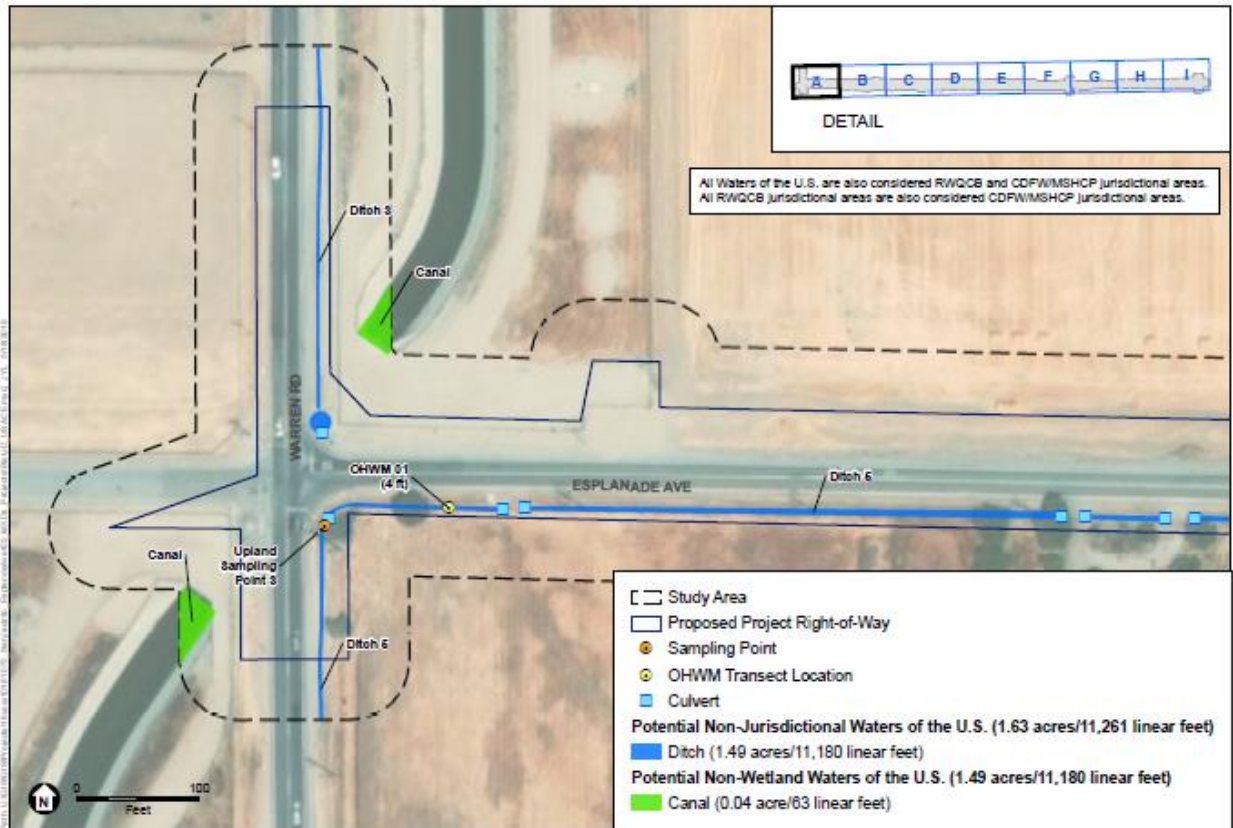 A B C D E F G H I
DETAIL
All Waters of the U.S. are also considered RWQCB and CDFW/MSHCP jurisdictional areas.
All RWQCB jurisdictional areas are also considered CDFW/MSHCP jurisdictional areas.
Ditch 3
Canal
WARREN RD
OHWM 01
(4 ft)
ESPLANADE AVE
Ditch 5
Canal
Upland
Sampling
Point 3
Ditch 5
Study Area
Proposed Project Right-of-Way
Sampling Point
OHWM Transect Location
Culvert
Potential Non-Jurisdictional Waters of the U.S. (1.63 acres/11,261 linear feet)
Ditch (1.49 acres/11,180 linear feet)
Potential Non-Wetland Waters of the U.S. (1.49 acres/11,180 linear feet)
Canal (0.04 acre/63 linear feet)
N
0 100
Feet